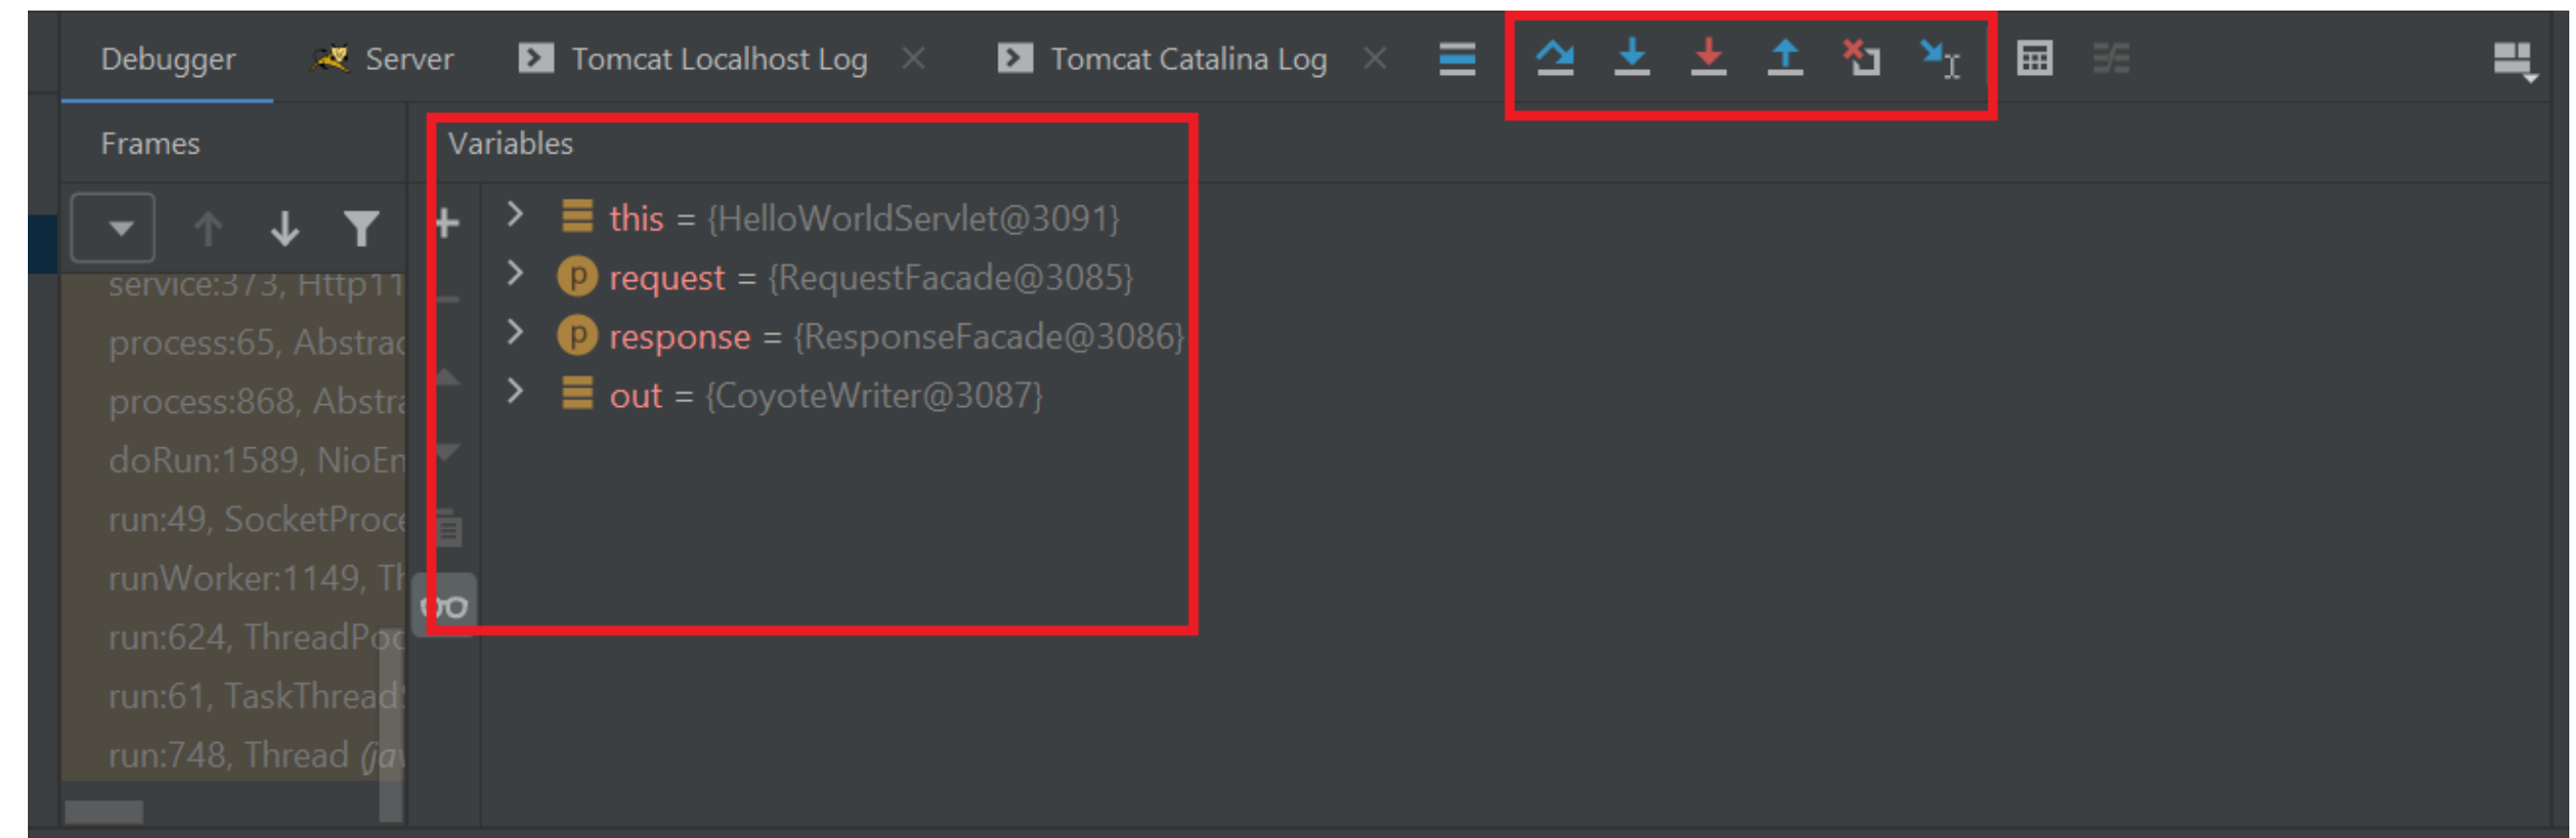 Debugger Server Tomcat Localhost Log Tomcat Catalina Log
Frames Variables
service:373, Http11
process:65, Abstrac
process:868, Abstra
doRun:1589, NioEn
run:49, SocketProce
runWorker:1149, Th
run:624, ThreadPoc
run:61, TaskThread
run:748, Thread (jav
this = {HelloWorldServlet@3091}
p request = {RequestFacade@3085}
p response = {ResponseFacade@3086}
out = {CoyoteWriter@3087}